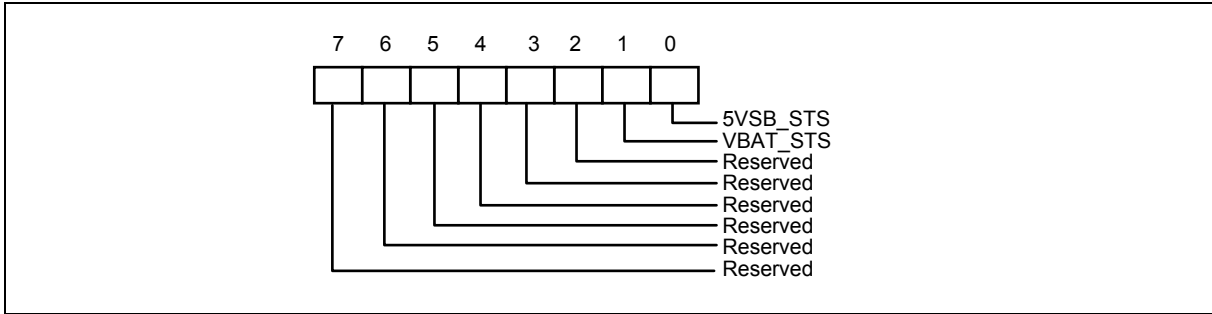 7 6 5 4 3 2 1 0
5VSB_STS
VBAT_STS
Reserved
Reserved
Reserved
Reserved
Reserved
Reserved